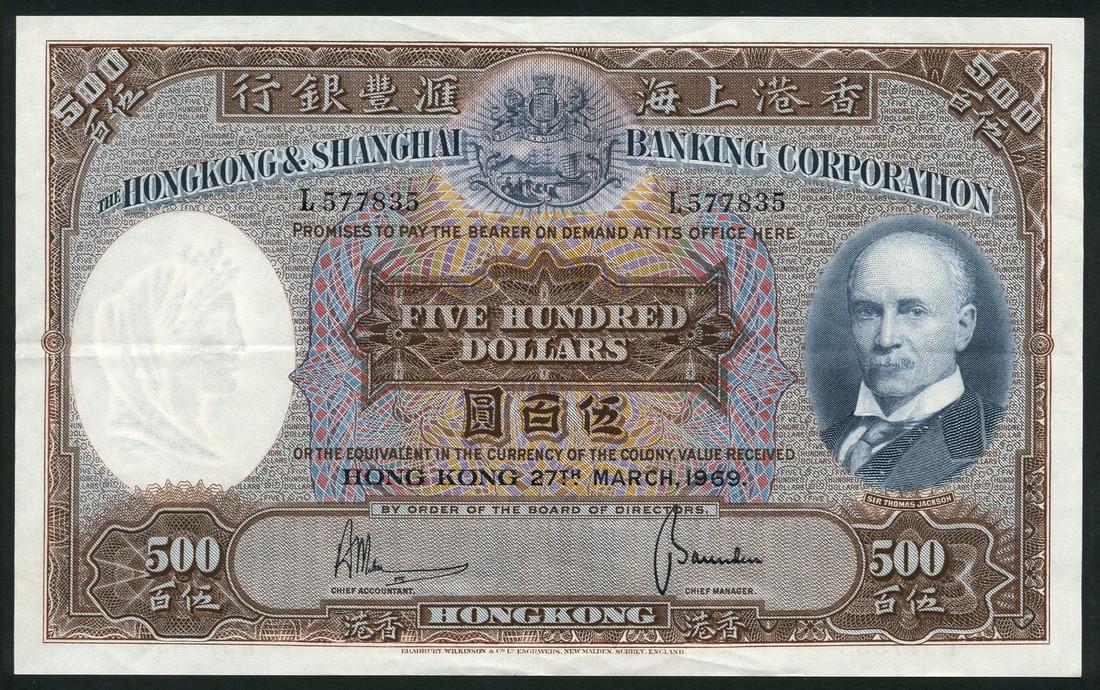 500 伍百
香港上海滙豐銀行
500 伍百
THE HONGKONG & SHANGHAI BANKING CORPORATION
L577835 L577835
PROMISES TO PAY THE BEARER ON DEMAND AT ITS OFFICE HERE
FIVE HUNDRED
DOLLARS
伍百圓
OR THE EQUIVALENT IN THE CURRENCY OF THE COLONY, VALUE RECEIVED
HONG KONG 27TH MARCH, 1969.
SIR THOMAS JACKSON
BY ORDER OF THE BOARD OF DIRECTORS.
500 500
伍百 伍百
CHIEF ACCOUNTANT. CHIEF MANAGER.
香港 HONGKONG 香港
BRADBURY, WILKINSON & Co Ld ENGRAVERS, NEW MALDEN, SURREY, ENGLAND.